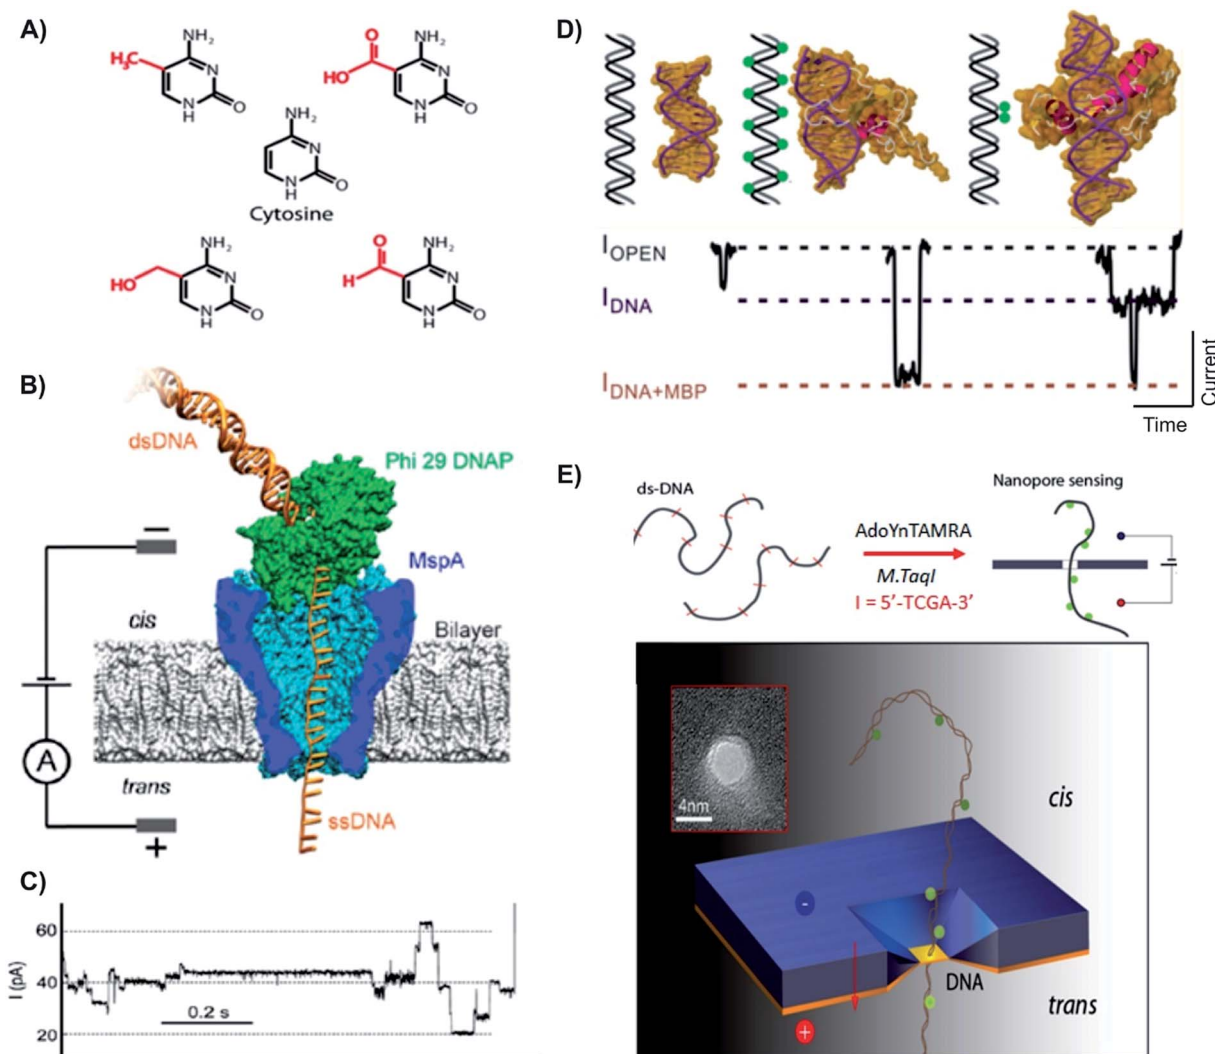 A)
NH₂
H₃C
N
N
H
O
O
HO
NH₂
N
N
H
O
NH₂
N
N
H
O
Cytosine
NH₂
HO
N
N
H
O
O
H
NH₂
N
N
H
O
B)
dsDNA
Phi 29 DNAP
−
MspA
cis
Bilayer
A
trans
+
ssDNA
C)
I (pA)
60
40
20
0.2 s
D)
IOPEN
IDNA
IDNA+MBP
Current
Time
E)
ds-DNA
Nanopore sensing
AdoYnTAMRA
M.TaqI
I = 5’-TCGA-3’
4nm
cis
-
DNA
trans
+